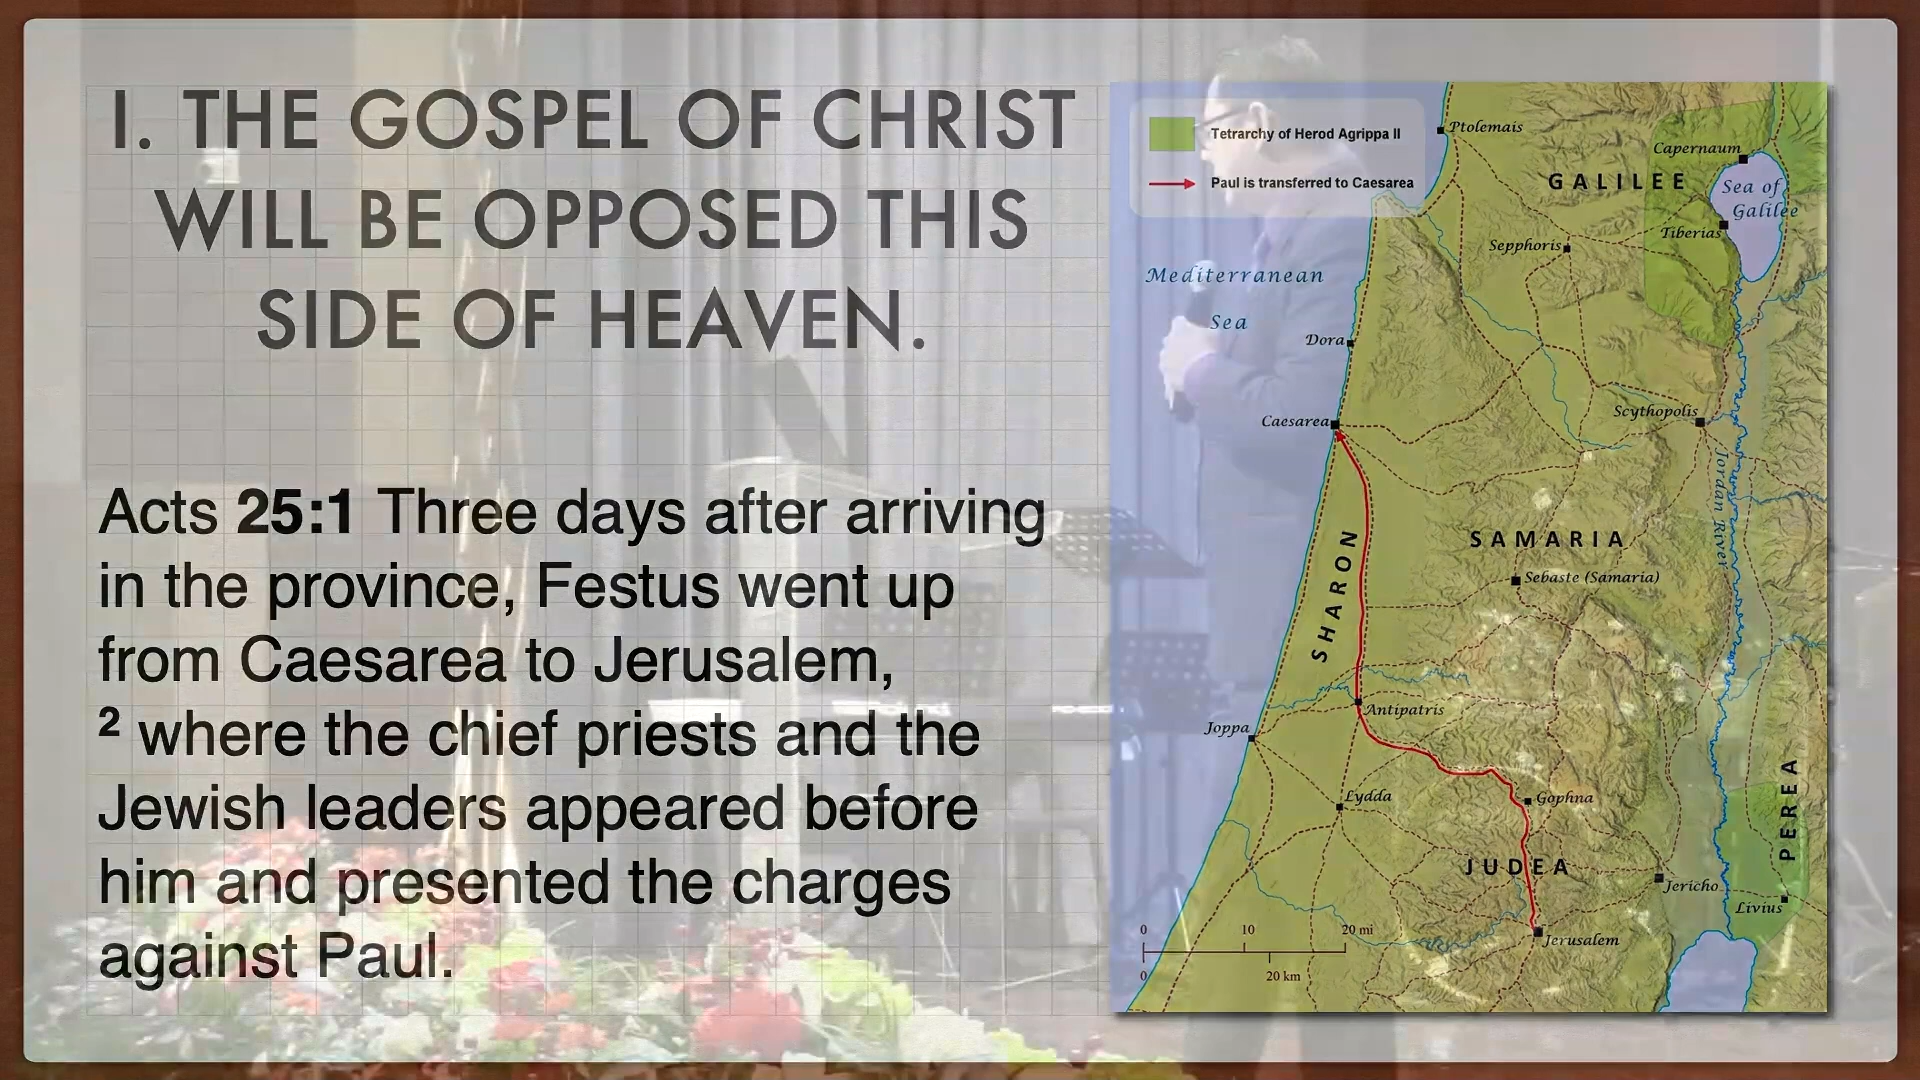 I. THE GOSPEL OF CHRIST
WILL BE OPPOSED THIS
SIDE OF HEAVEN.
Acts 25:1 Three days after arriving
in the province, Festus went up
from Caesarea to Jerusalem,
2 where the chief priests and the
Jewish leaders appeared before
him and presented the charges
against Paul.
Tetrarchy of Herod Agrippa II
Paul is transferred to Caesarea
Ptolemais
Capernaum
GALILEE
Sea of
Galilee
Tiberias
Sepphoris
Mediterranean
Sea
Dora
Caesarea
Scythopolis
Jordan River
SHARON
SAMARIA
Sebaste (Samaria)
Antipatris
Joppa
Lydda
Gophna
PEREA
JUDEA
Jericho
Livius
Jerusalem
0 10 20 mi
0 20 km